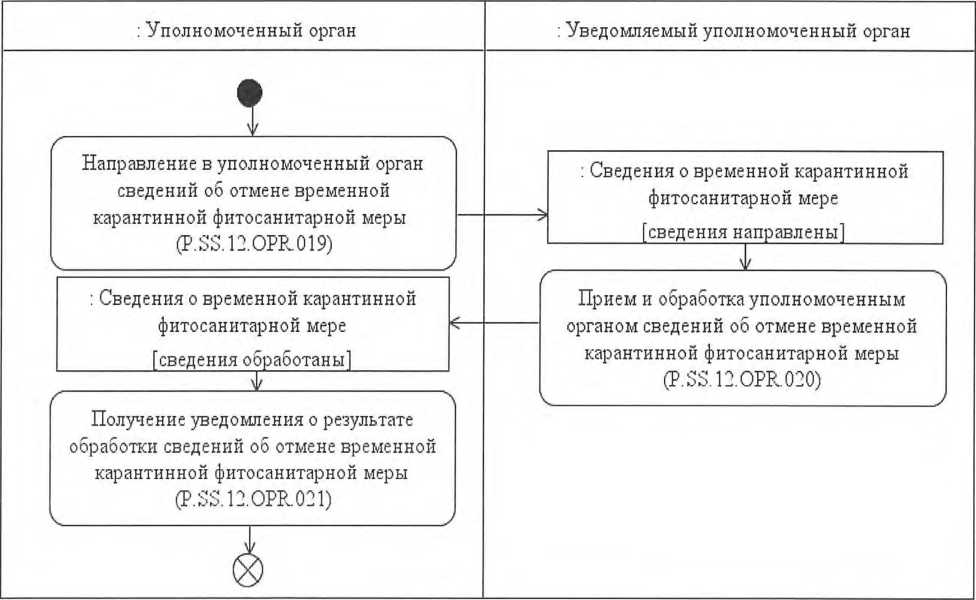 : Уполномоченный орган
: Уведомляемый уполномоченный орган
Направление в уполномоченный орган
сведений об отмене временной
карантинной фитосанитарной меры
(P.SS.12.OPR.019)
: Сведения о временной карантинной
фитосанитарной мере
[сведения направлены]
Прием и обработка уполномоченным
органом сведений об отмене временной
карантинной фитосанитарной меры
(P.SS.12.OPR.020)
: Сведения о временной карантинной
фитосанитарной мере
[сведения обработаны]
Получение уведомления о результате
обработки сведений об отмене временной
карантинной фитосанитарной меры
(P.SS.12.OPR.021)